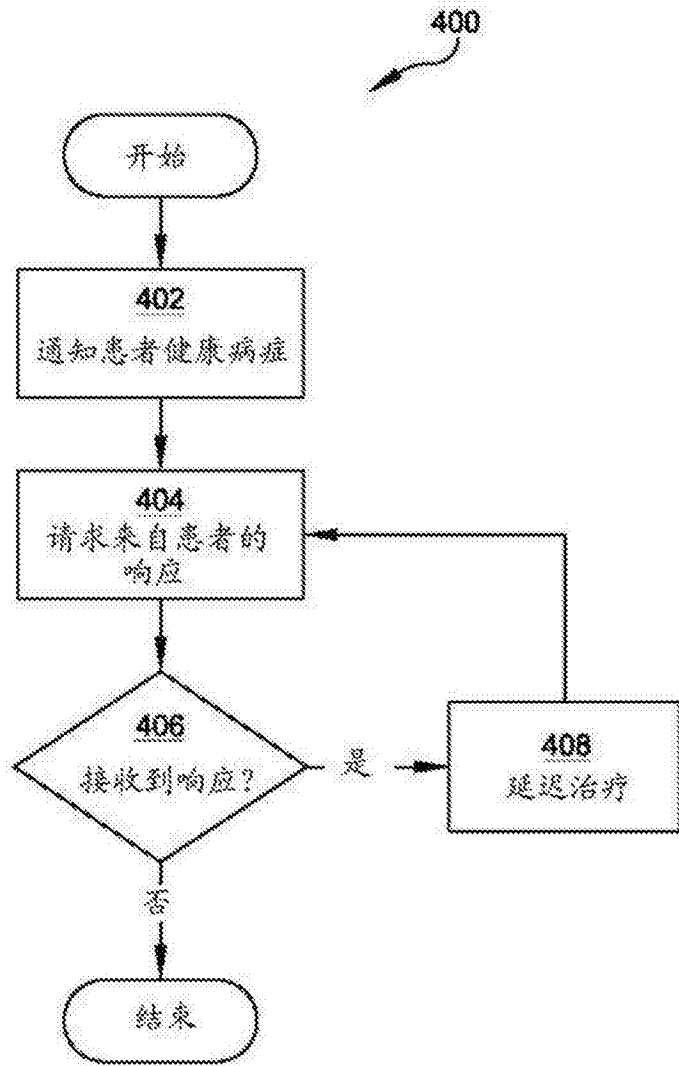 400
开始
402
通知患者健康病症
404
请求来自患者的
响应
406
接收到响应?
是
408
延迟治疗
否
结束